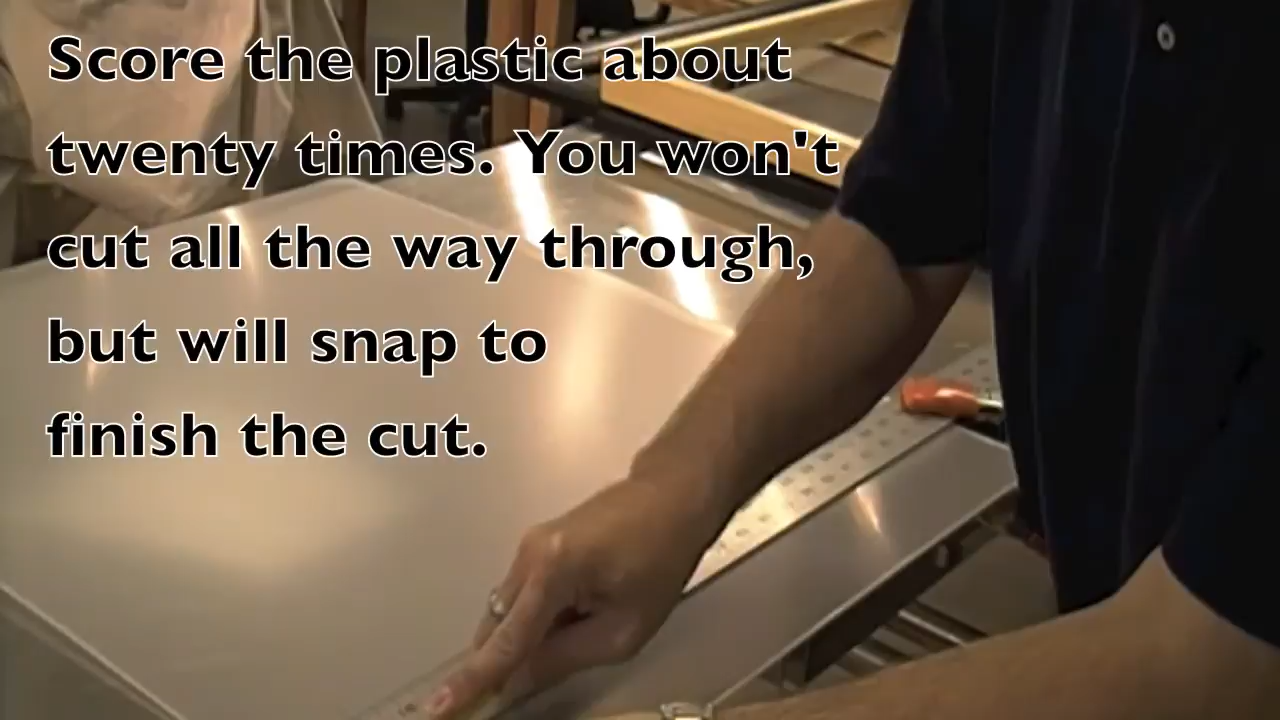 Score the plastic about
twenty times. You won't
cut all the way through,
but will snap to
finish the cut.